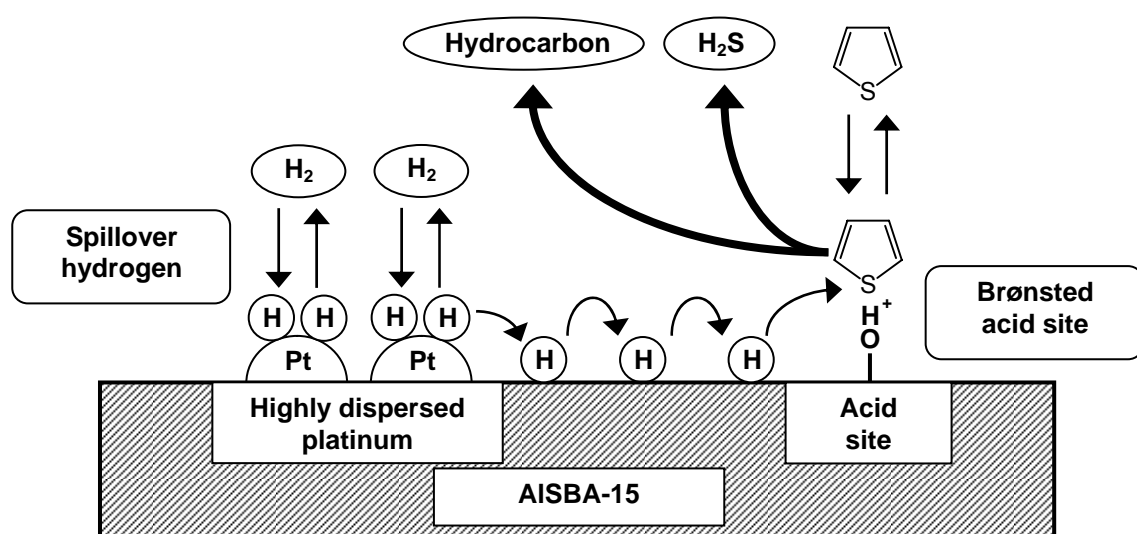 Hydrocarbon
H₂S
S
H₂
H₂
Spillover
hydrogen
S
H⁺
O
Brønsted
acid site
H
H
H
H
Pt
Pt
H
H
H
Highly dispersed
platinum
Acid
site
AlSBA-15